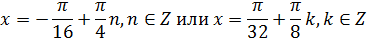 x = −π/16 + π/4 n, n ∈ Z или x = π/32 + π/8 k, k ∈ Z